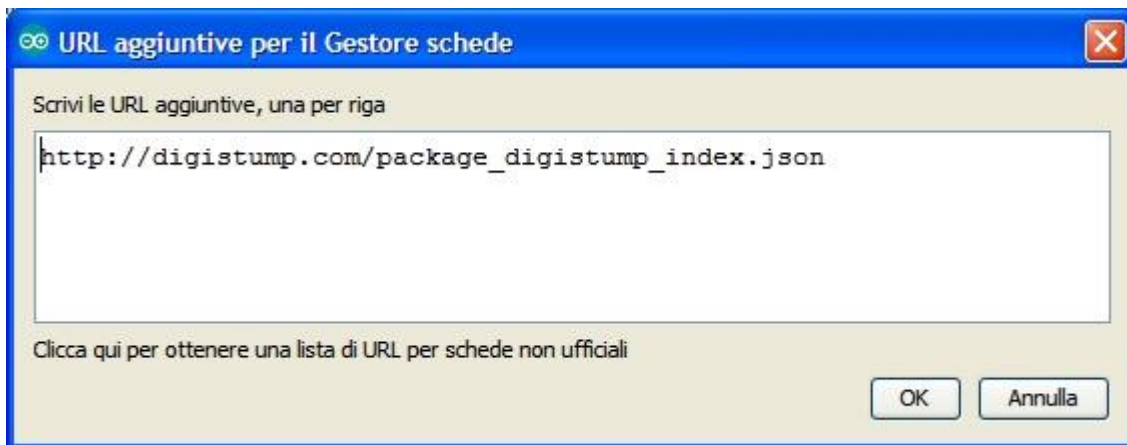 URL aggiuntive per il Gestore schede
Scrivi le URL aggiuntive, una per riga
http://digistump.com/package_digistump_index.json
Clicca qui per ottenere una lista di URL per schede non ufficiali
OK Annulla